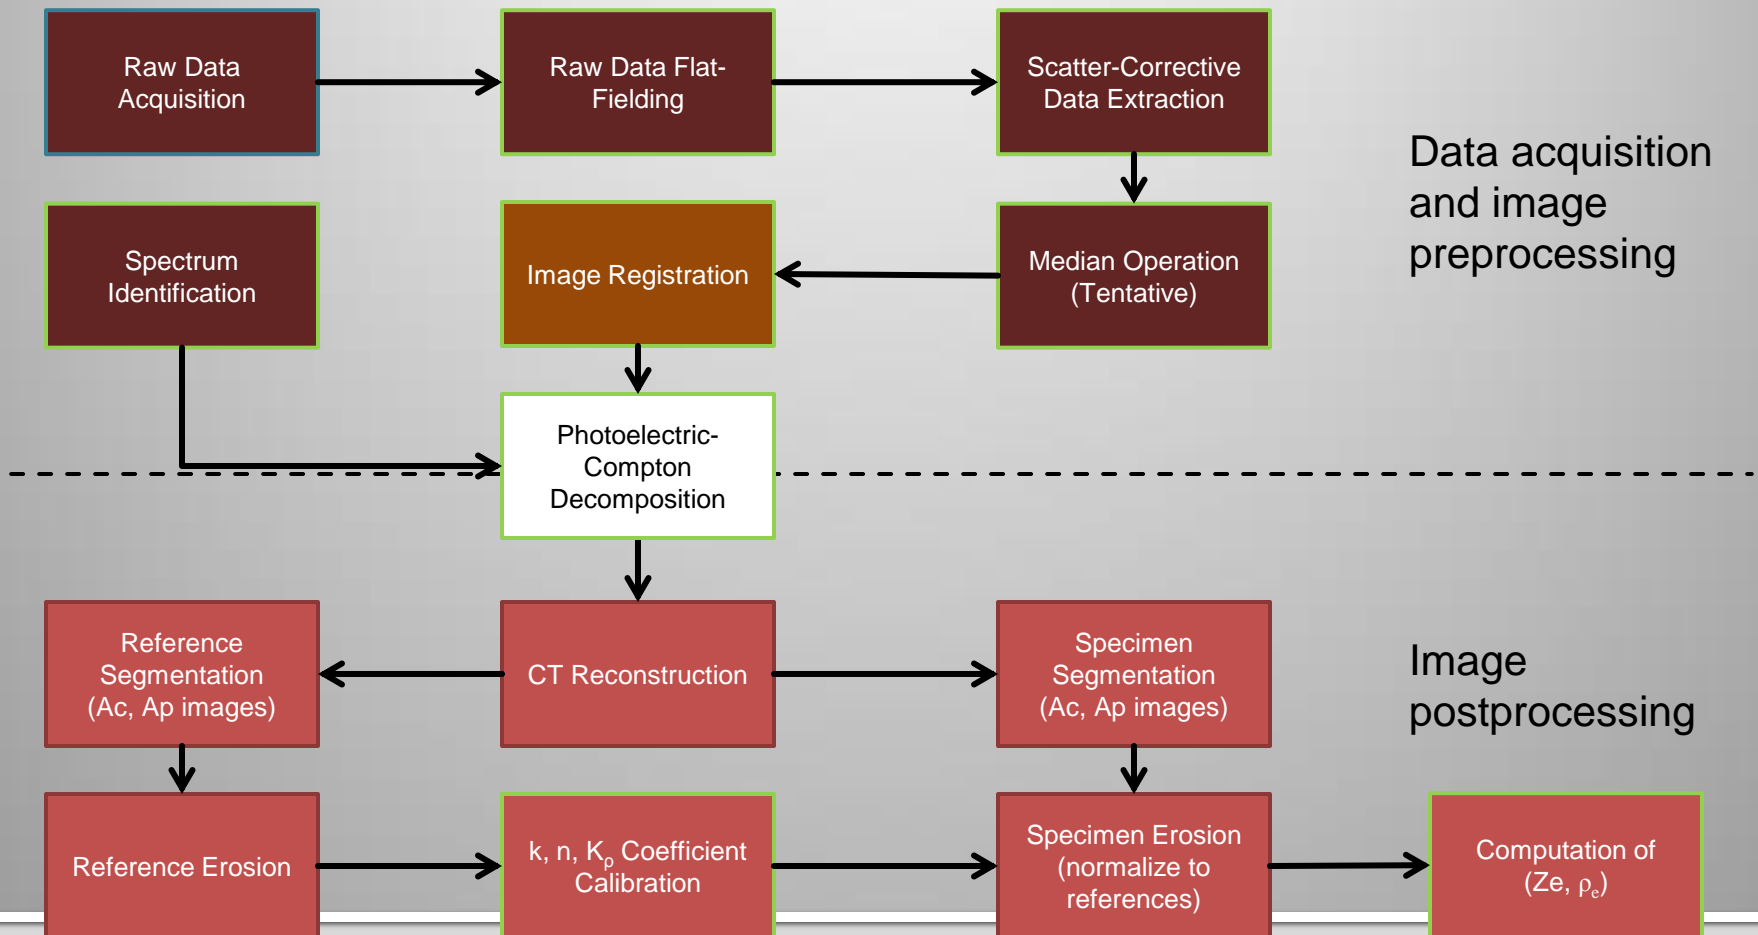 Raw Data
Acquisition
Raw Data Flat-
Fielding
Scatter-Corrective
Data Extraction
Data acquisition
and image
preprocessing
Spectrum
Identification
Image Registration
Median Operation
(Tentative)
Photoelectric-
Compton
Decomposition
Reference
Segmentation
(Ac, Ap images)
CT Reconstruction
Specimen
Segmentation
(Ac, Ap images)
Image
postprocessing
Reference Erosion
k, n, Kρ Coefficient
Calibration
Specimen Erosion
(normalize to
references)
Computation of
(Ze, ρe)